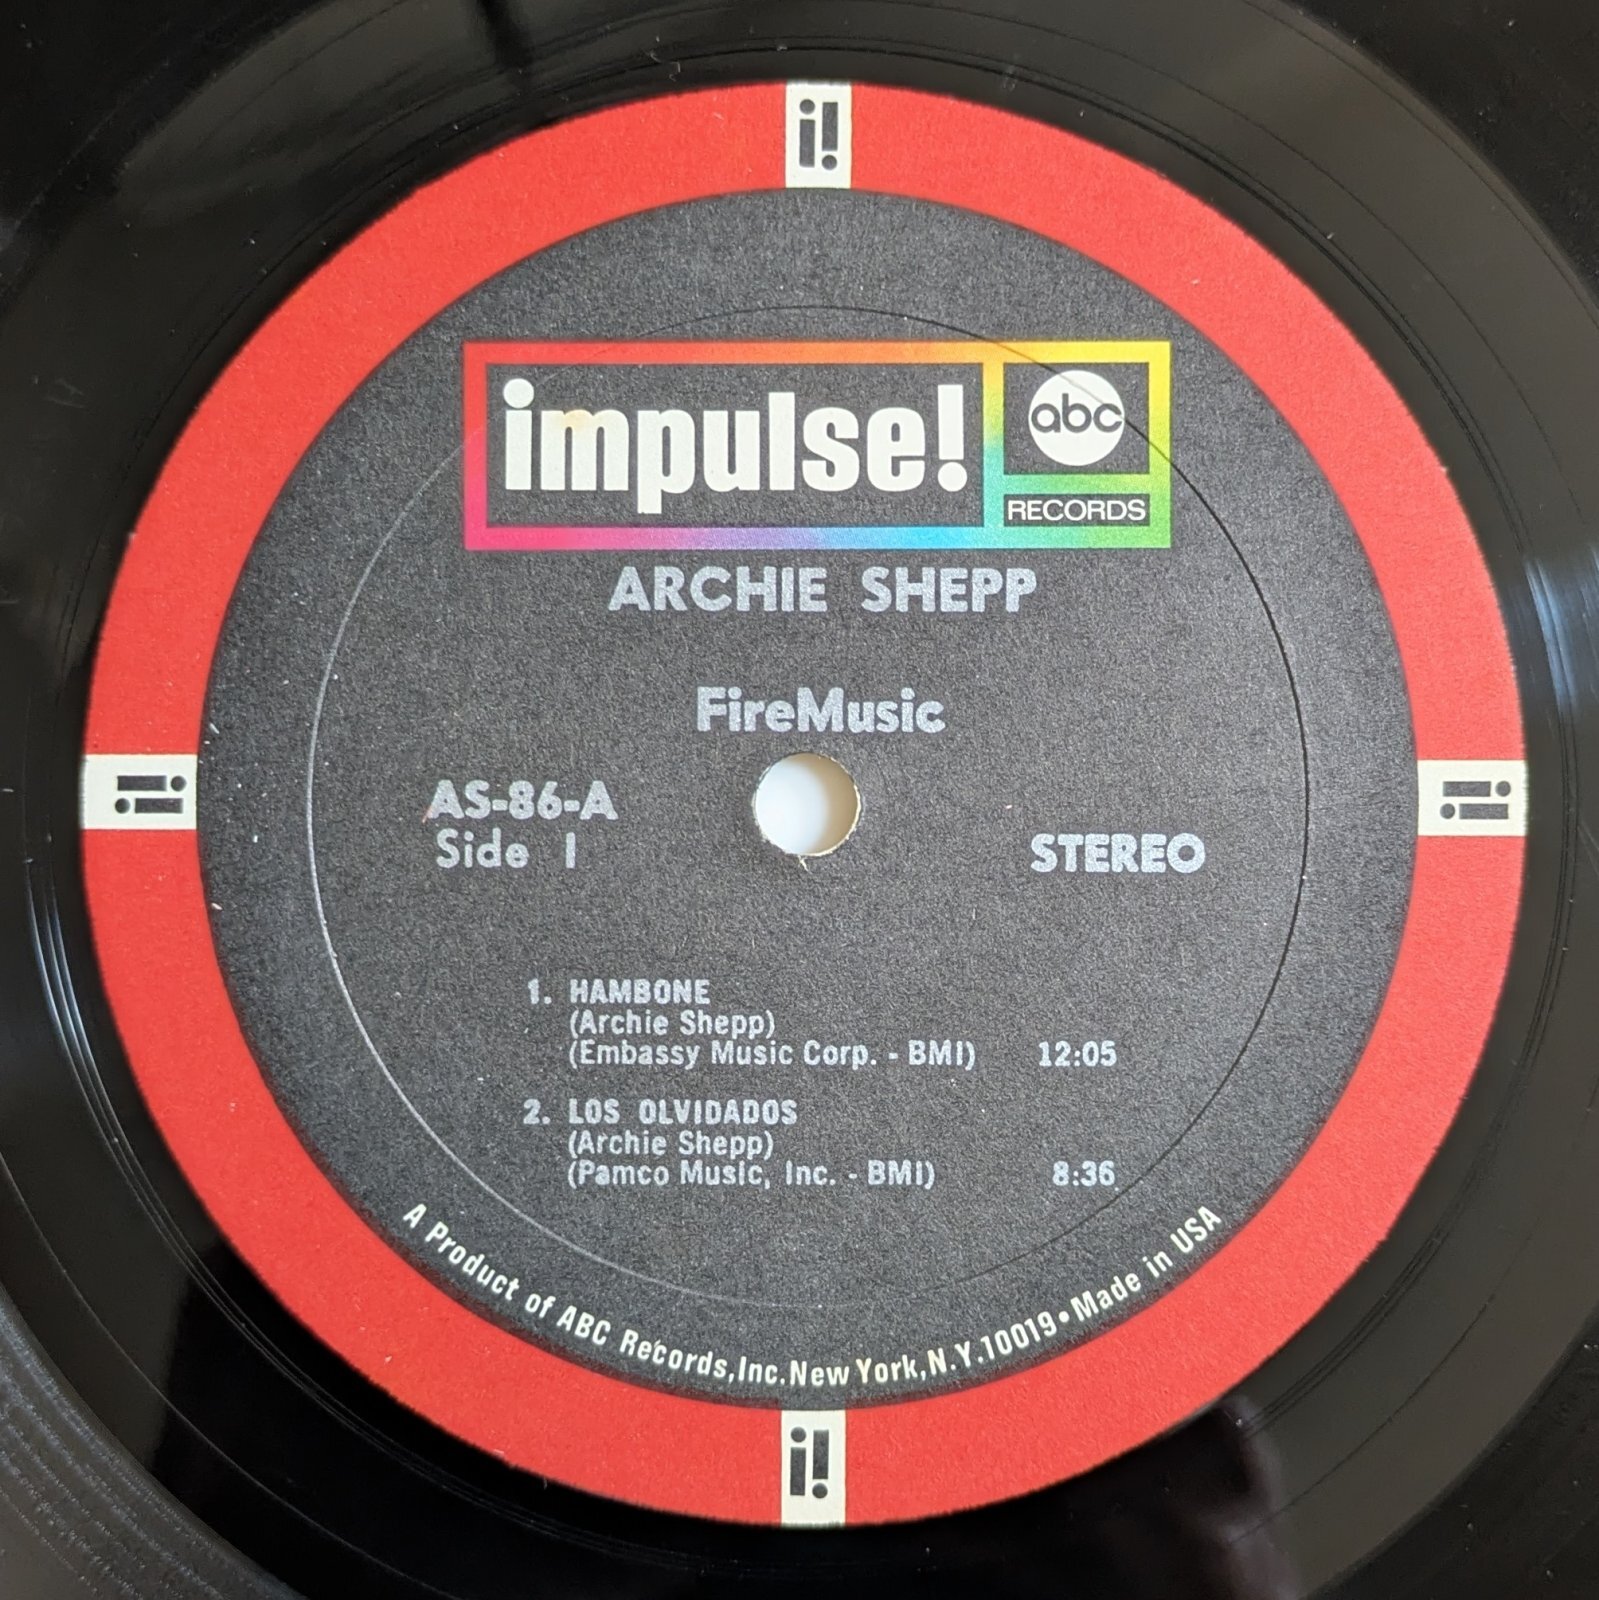 i!
impulse!
abc
RECORDS
ARCHIE SHEPP
FireMusic
i!
AS-86-A
Side 1
STEREO
i!
1. HAMBONE
(Archie Shepp)
(Embassy Music Corp. - BMI) 12:05
2. LOS OLVIDADOS
(Archie Shepp)
(Pamco Music, Inc. - BMI) 8:36
A Product of ABC Records, Inc. New York, N.Y. 10019 • Made in USA
i!